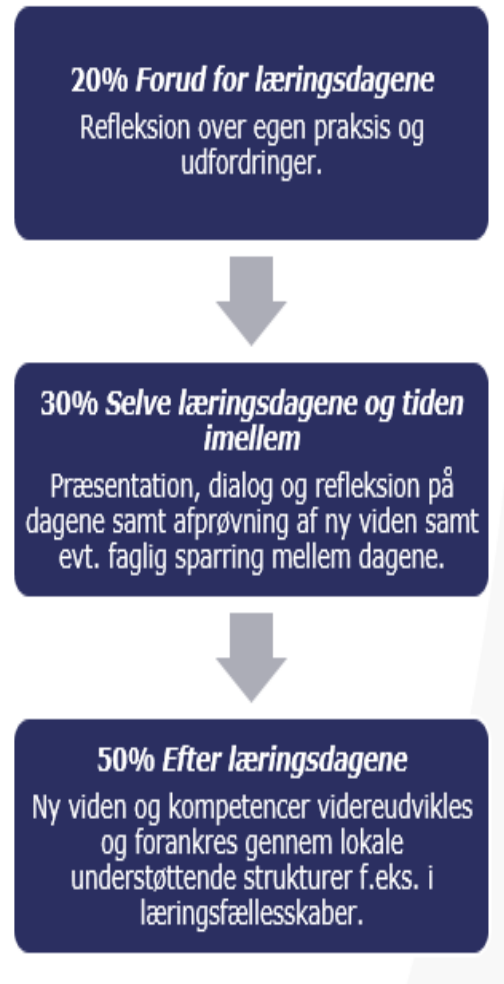 20% Forud for læringsdagene
Refleksion over egen praksis og
udfordringer.
30% Selve læringsdagene og tiden
imellem
Præsentation, dialog og refleksion på
dagene samt afprøvning af ny viden samt
evt. faglig sparring mellem dagene.
50% Efter læringsdagene
Ny viden og kompetencer videreudvikles
og forankres gennem lokale
understøttende strukturer f.eks. i
læringsfællesskaber.